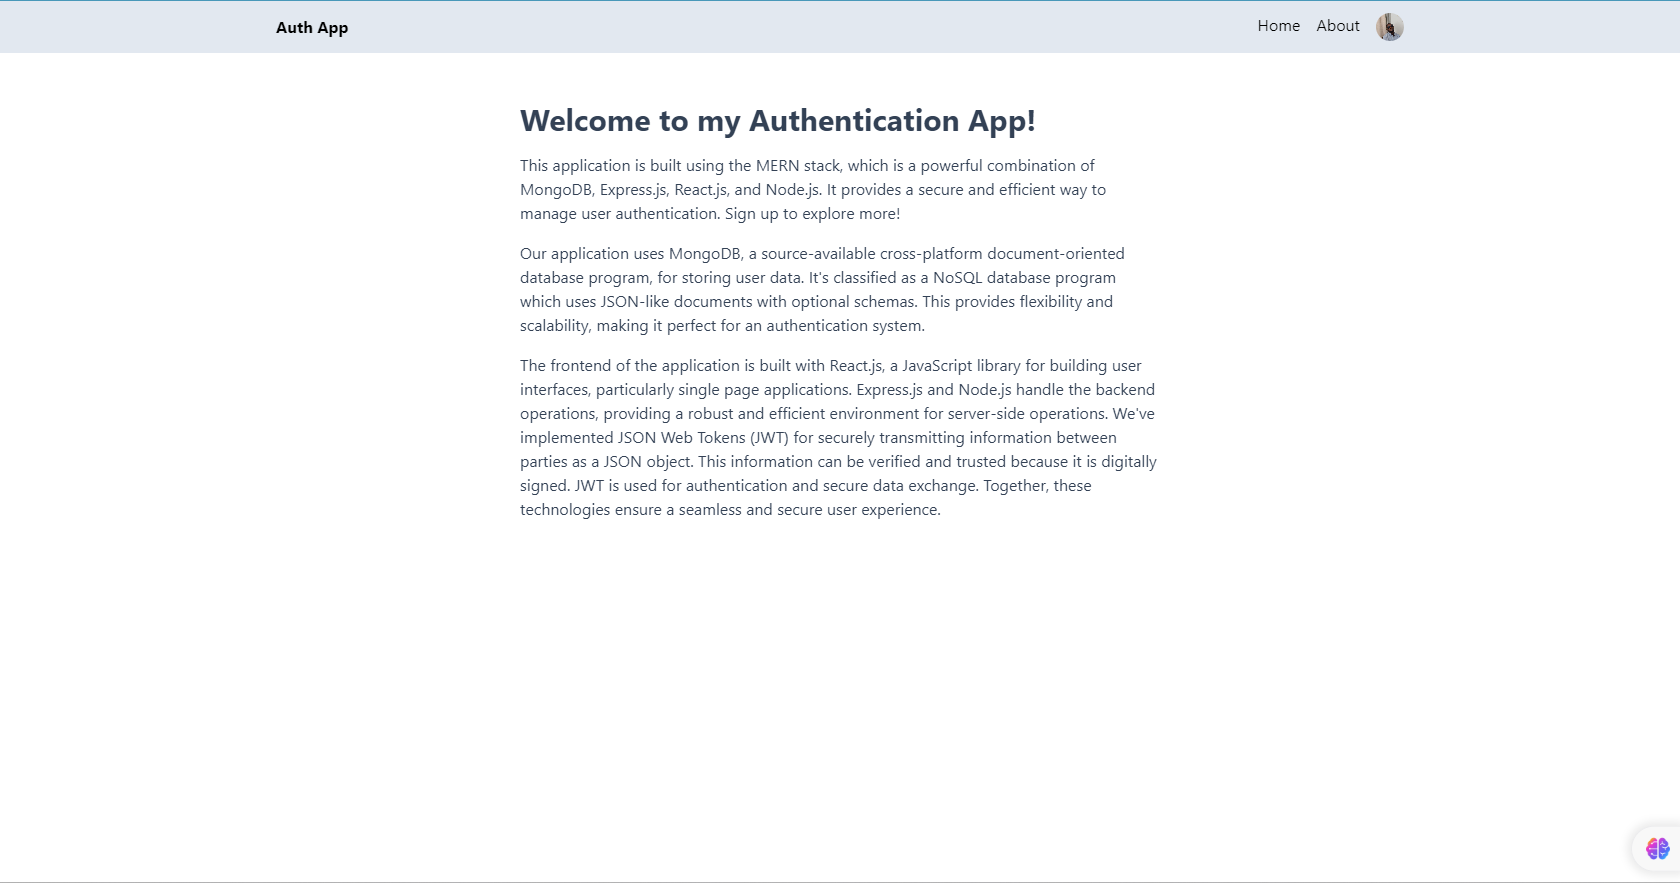 Auth App
Home About
Welcome to my Authentication App!
This application is built using the MERN stack, which is a powerful combination of
MongoDB, Express.js, React.js, and Node.js. It provides a secure and efficient way to
manage user authentication. Sign up to explore more!
Our application uses MongoDB, a source-available cross-platform document-oriented
database program, for storing user data. It's classified as a NoSQL database program
which uses JSON-like documents with optional schemas. This provides flexibility and
scalability, making it perfect for an authentication system.
The frontend of the application is built with React.js, a JavaScript library for building user
interfaces, particularly single page applications. Express.js and Node.js handle the backend
operations, providing a robust and efficient environment for server-side operations. We've
implemented JSON Web Tokens (JWT) for securely transmitting information between
parties as a JSON object. This information can be verified and trusted because it is digitally
signed. JWT is used for authentication and secure data exchange. Together, these
technologies ensure a seamless and secure user experience.